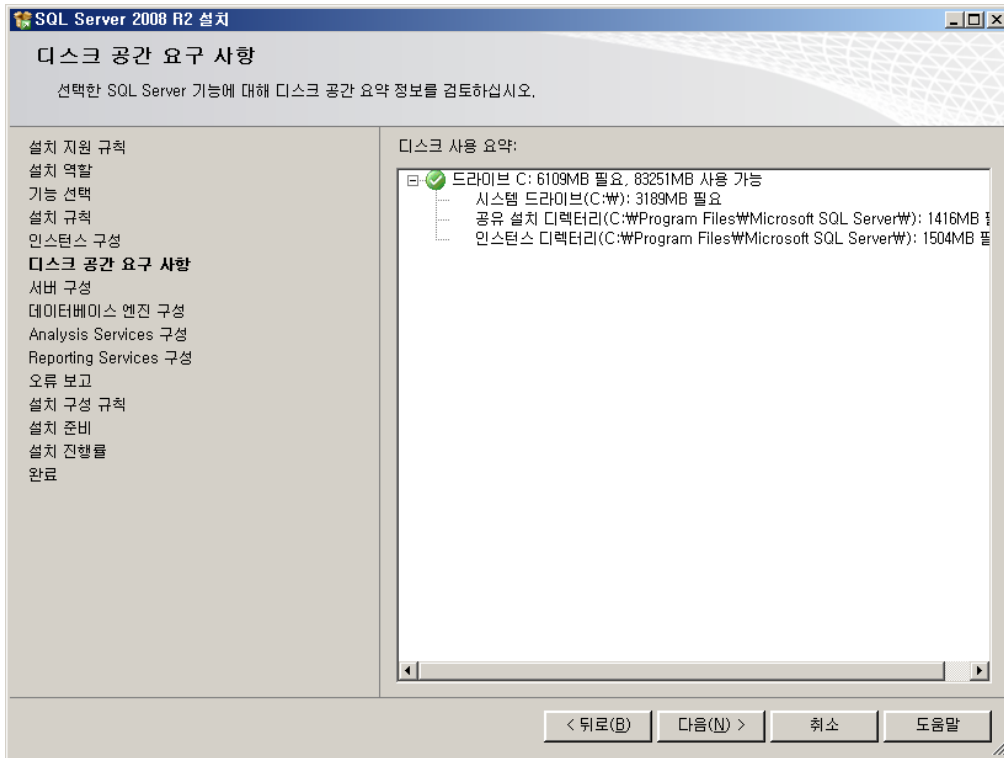 SQL Server 2008 R2 설치
디스크 공간 요구 사항
선택한 SQL Server 기능에 대해 디스크 공간 요약 정보를 검토하십시오.
설치 지원 규칙
설치 역할
기능 선택
설치 규칙
인스턴스 구성
디스크 공간 요구 사항
서버 구성
데이터베이스 엔진 구성
Analysis Services 구성
Reporting Services 구성
오류 보고
설치 구성 규칙
설치 준비
설치 진행률
완료
디스크 사용 요약:
드라이브 C: 6109MB 필요, 83251MB 사용 가능
시스템 드라이브(C:₩): 3189MB 필요
공유 설치 디렉터리(C:₩Program Files₩Microsoft SQL Server₩): 1416MB
인스턴스 디렉터리(C:₩Program Files₩Microsoft SQL Server₩): 1504MB
< 뒤로(B)
다음(N) >
취소
도움말